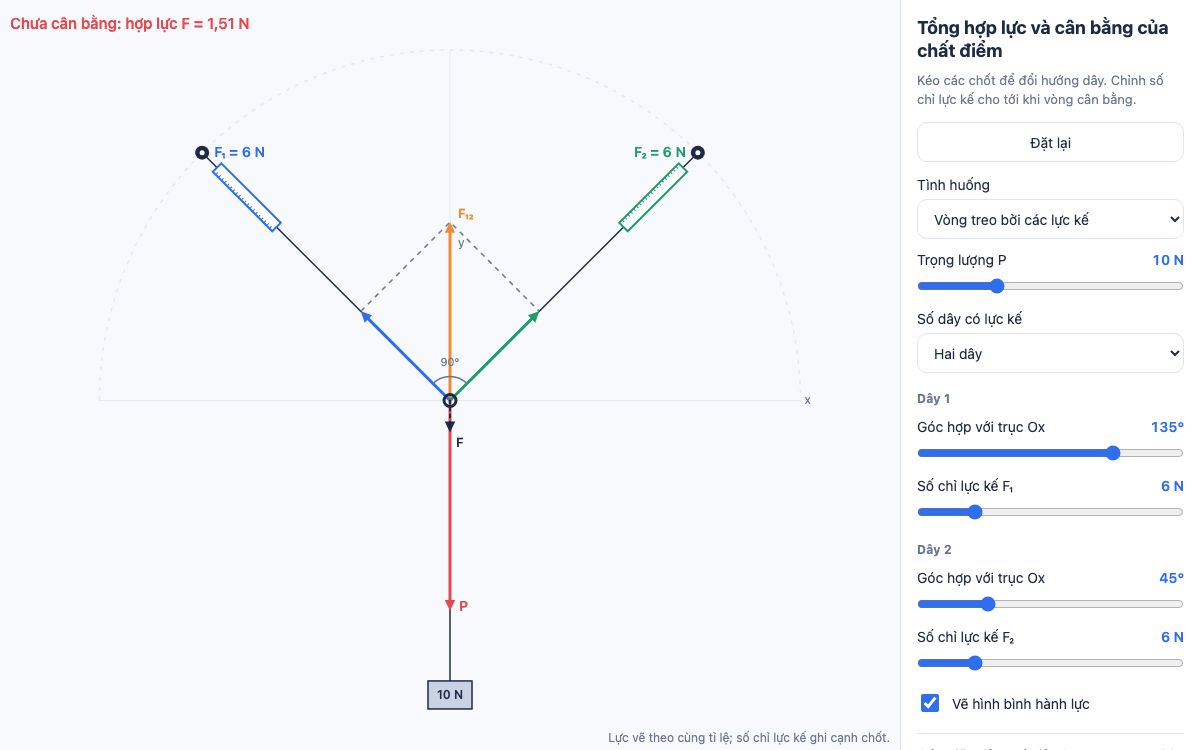 Chưa cân bằng: hợp lực F = 1,51 N
F₁ = 6 N
F₂ = 6 N
F₁₂
y
90°
x
F
P
10 N
Lực vẽ theo cùng tỉ lệ; số chỉ lực kế ghi cạnh chốt.
Tổng hợp lực và cân bằng của
chất điểm
Kéo các chốt để đổi hướng dây. Chỉnh số
chỉ lực kế cho tới khi vòng cân bằng.
Đặt lại
Tình huống
Vòng treo bởi các lực kế
Trọng lượng P 10 N
Số dây có lực kế
Hai dây
Dây 1
Góc hợp với trục Ox 135°
Số chỉ lực kế F₁ 6 N
Dây 2
Góc hợp với trục Ox 45°
Số chỉ lực kế F₂ 6 N
Vẽ hình bình hành lực